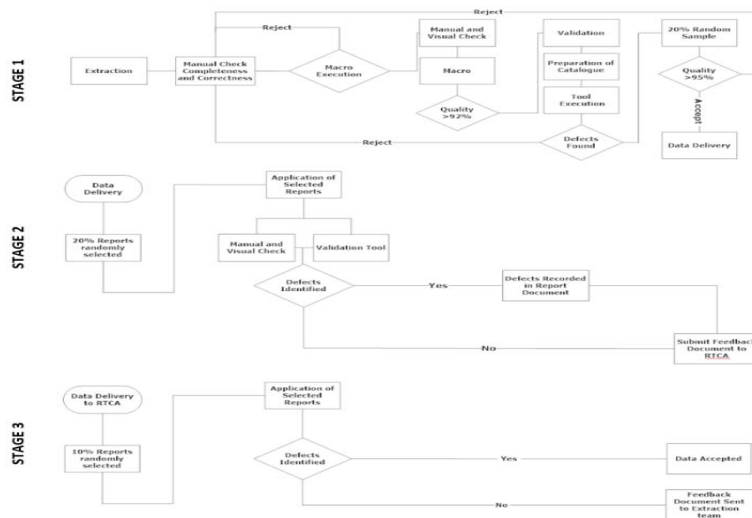 STAGE 1
Reject
Reject
Extraction
Manual Check
Completeness
and Correctness
Macro
Execution
Manual and
Visual Check
Macro
Quality
>92%
Validation
Preparation of
Catalogue
Tool
Execution
Defects
Found
Reject
20% Random
Sample
Quality
>95%
Accept
Data Delivery
STAGE 2
Data
Delivery
20% Reports
randomly
selected
Application of
Selected
Reports
Manual and
Visual Check
Validation Tool
Defects
Identified
Yes
Defects Recorded
in Report
Document
No
Submit Feedback
Document to
RTCA
STAGE 3
Data Delivery
to RTCA
10% Reports
randomly
selected
Application of
Selected
Reports
Defects
Identified
Yes
Data Accepted
No
Feedback
Document Sent
to Extraction
team